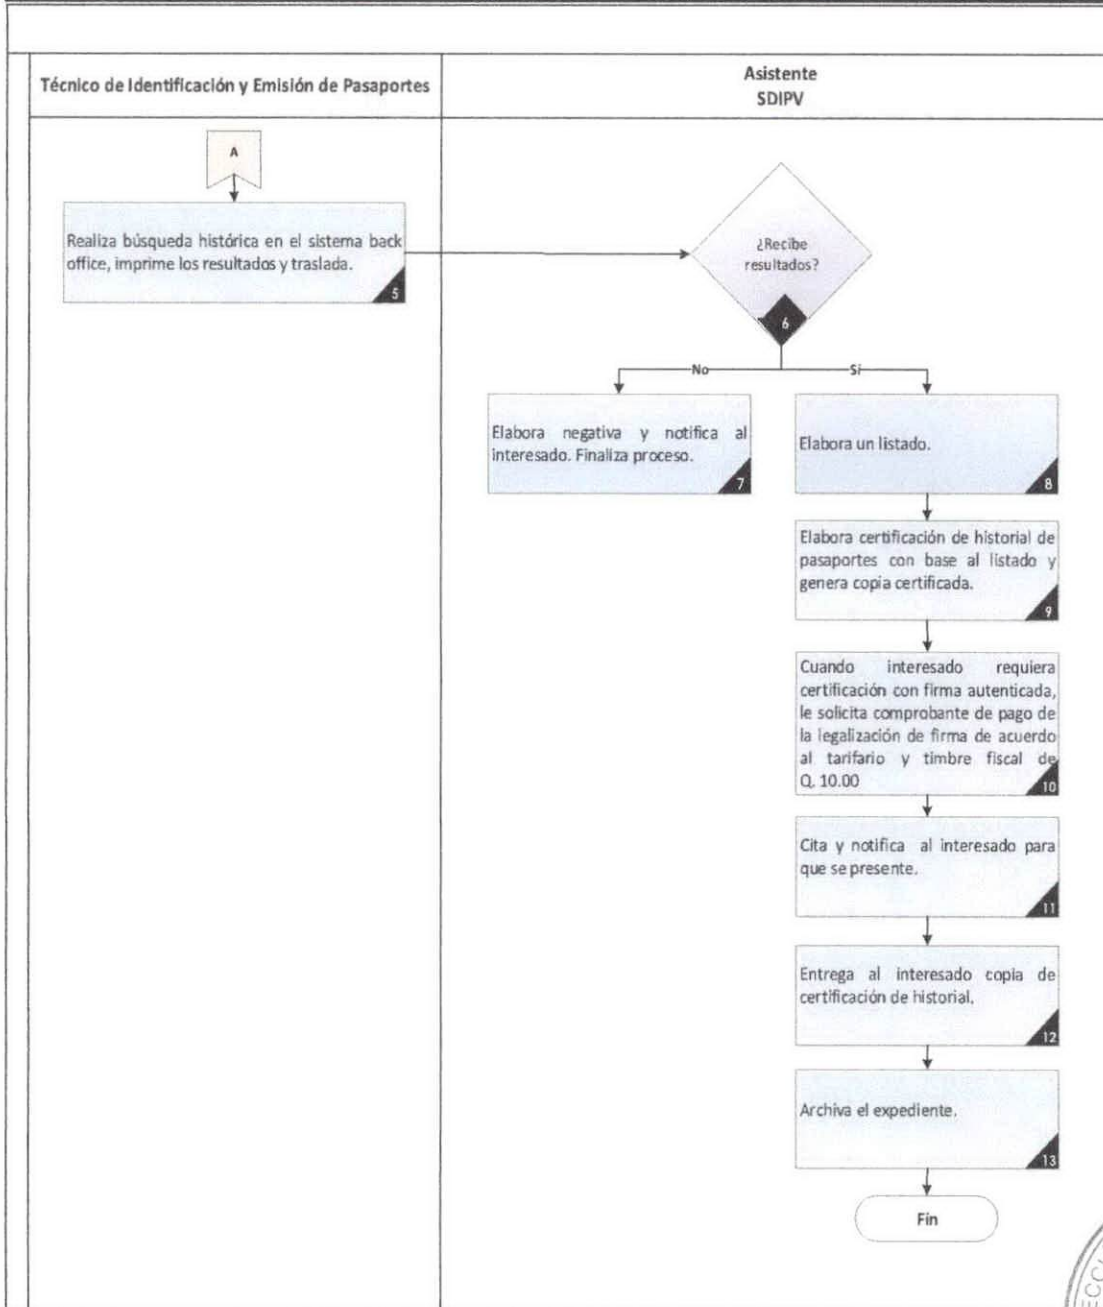 Técnico de Identificación y Emisión de Pasaportes
Asistente
SDIPV
A
Realiza búsqueda histórica en el sistema back
office, imprime los resultados y traslada.
5
¿Recibe
resultados?
6
No
Si
Elabora negativa y notifica al
interesado. Finaliza proceso.
7
Elabora un listado.
8
Elabora certificación de historial de
pasaportes con base al listado y
genera copia certificada.
9
Cuando interesado requiera
certificación con firma autenticada,
le solicita comprobante de pago de
la legalización de firma de acuerdo
al tarifario y timbre fiscal de
Q. 10.00
10
Cita y notifica al interesado para
que se presente.
11
Entrega al interesado copia de
certificación de historial.
12
Archiva el expediente.
13
Fin